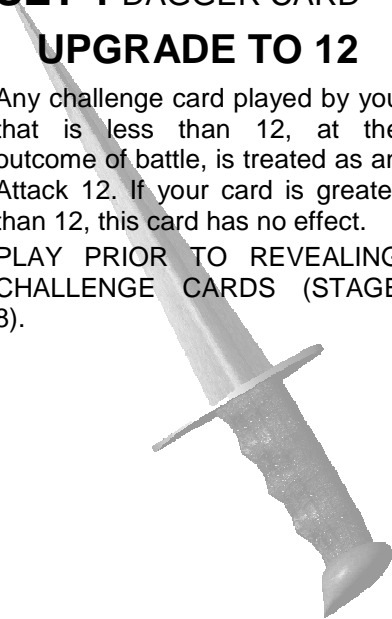 DAGGER CARD
UPGRADE TO 12
Any challenge card played by you
that is less than 12, at the
outcome of battle, is treated as an
Attack 12. If your card is greater
than 12, this card has no effect.
PLAY PRIOR TO REVEALING
CHALLENGE CARDS (STAGE
8).